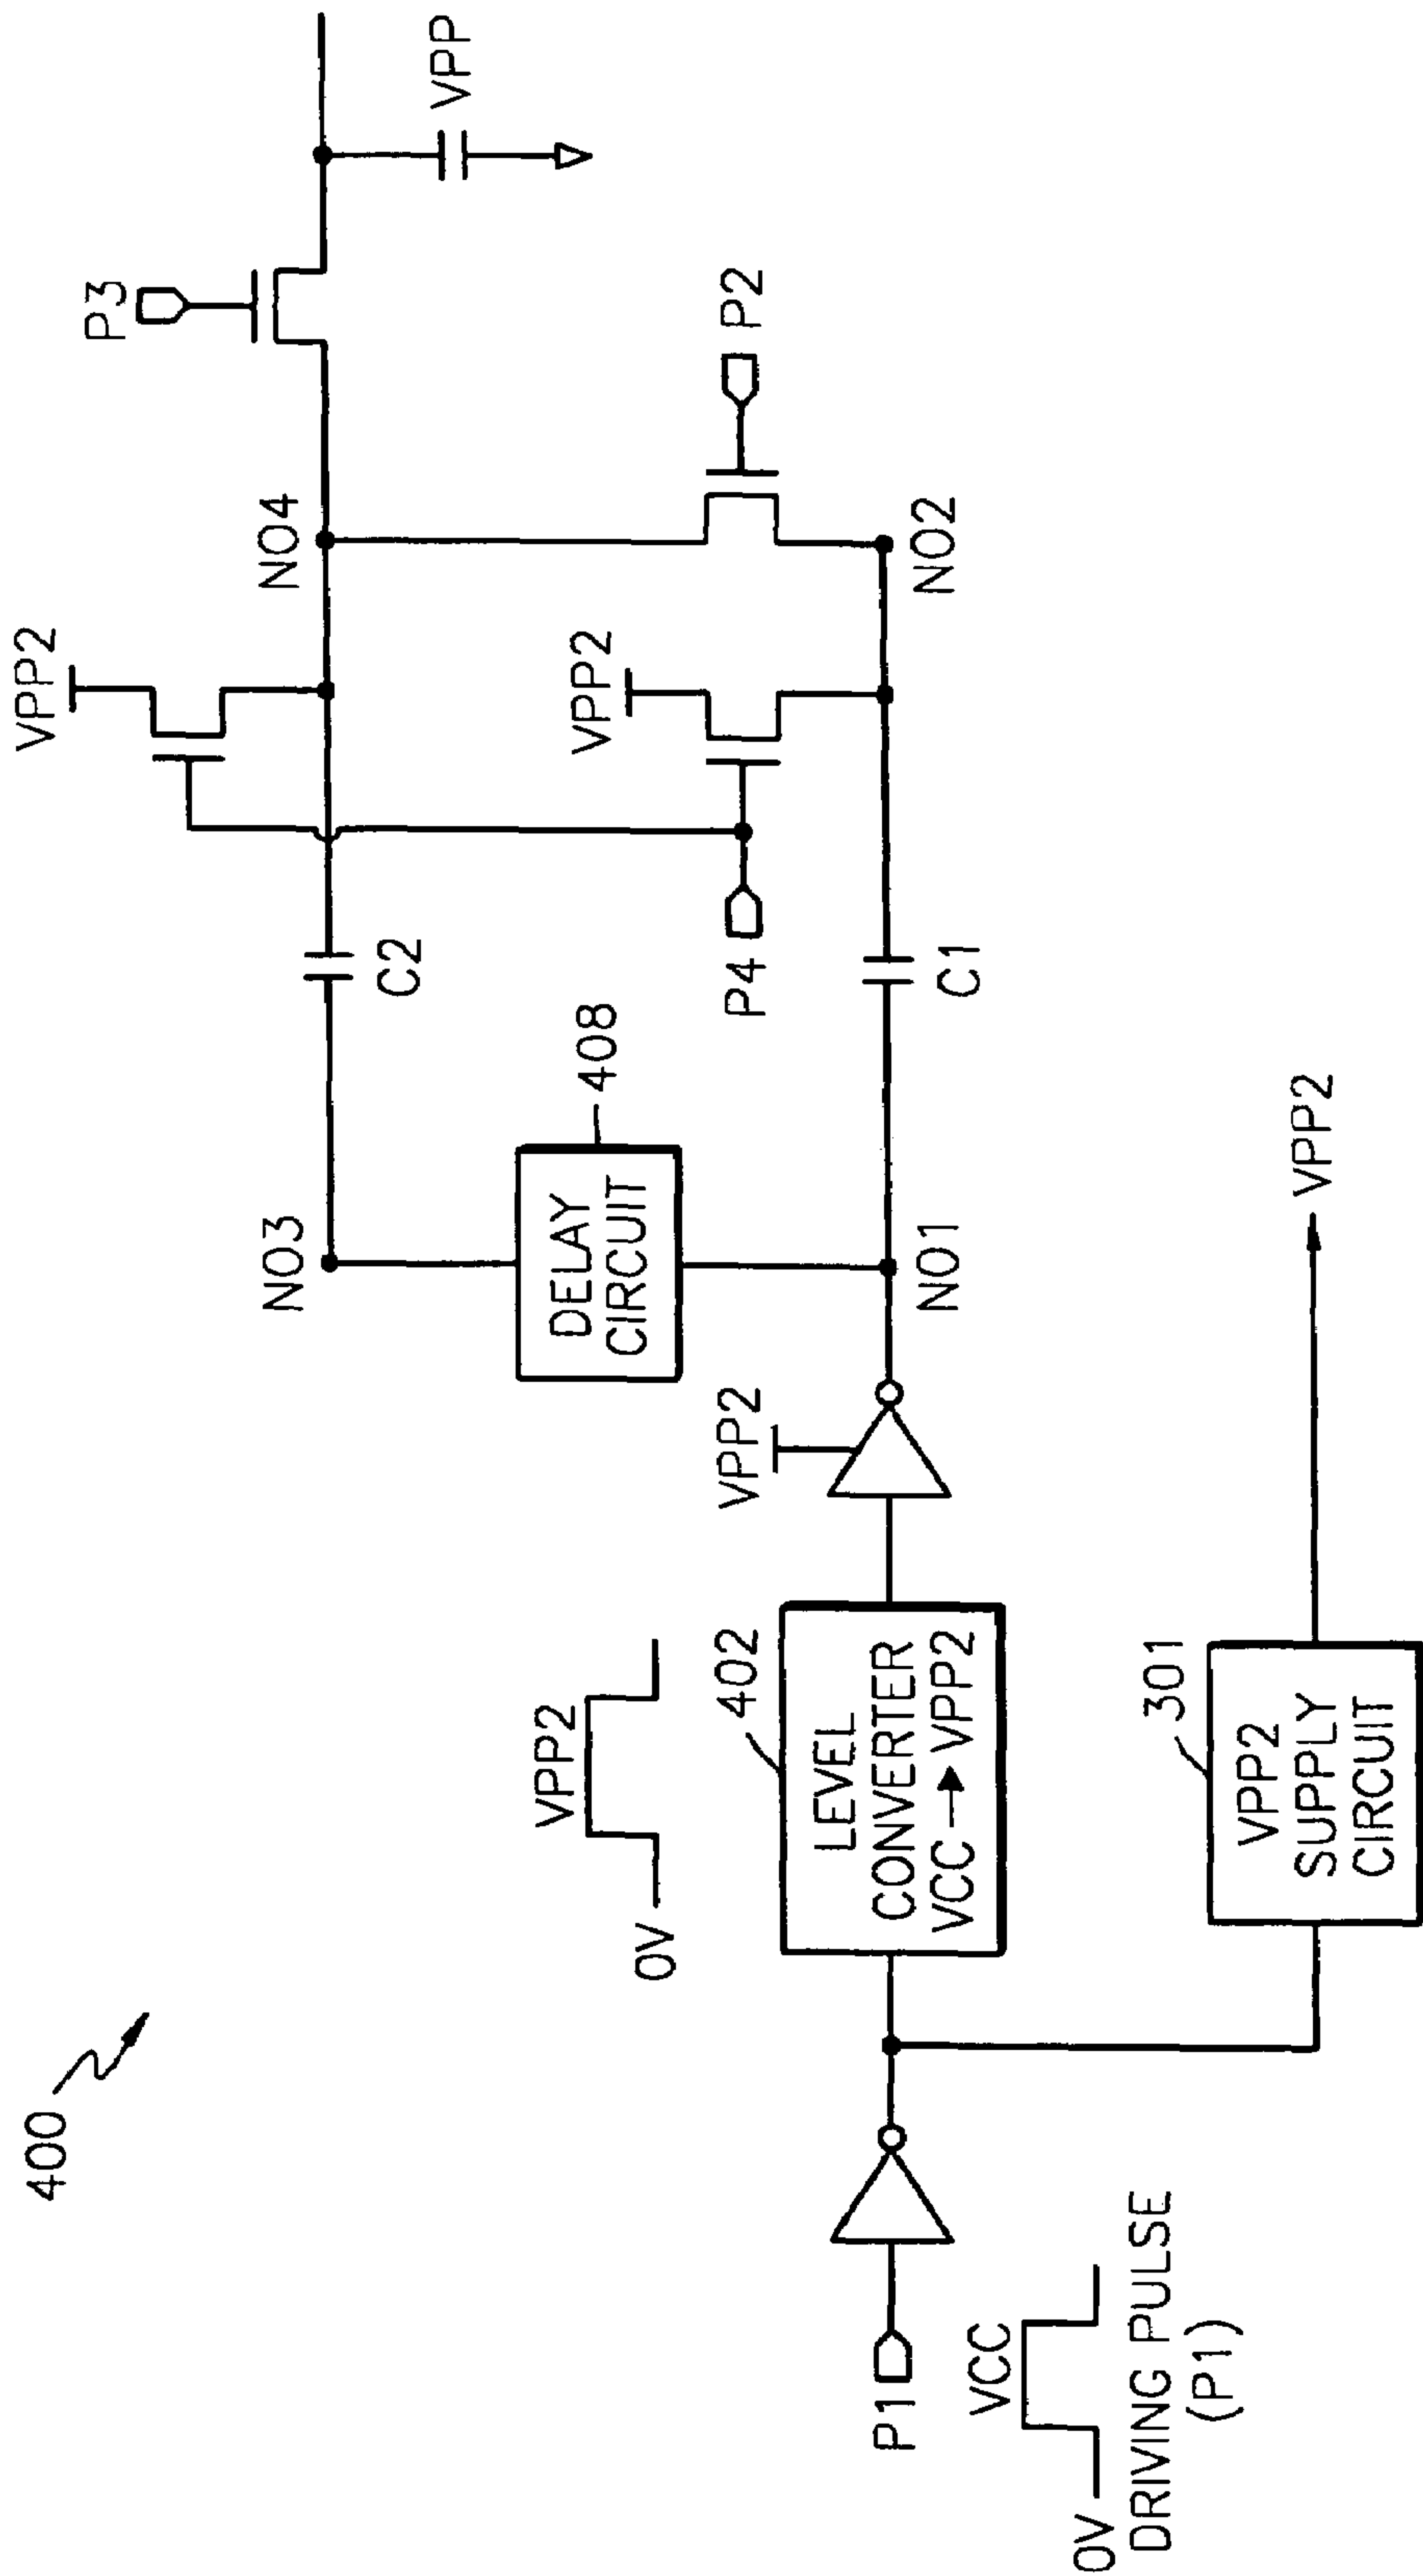 400
P1
VCC
0V
DRIVING PULSE
(P1)
VPP2
0V
402
LEVEL
CONVERTER
VCC → VPP2
301
VPP2
SUPPLY
CIRCUIT
VPP2
VPP2
NO1
DELAY
CIRCUIT
408
NO3
C2
C1
P4
VPP2
VPP2
NO4
NO2
P2
P3
VPP